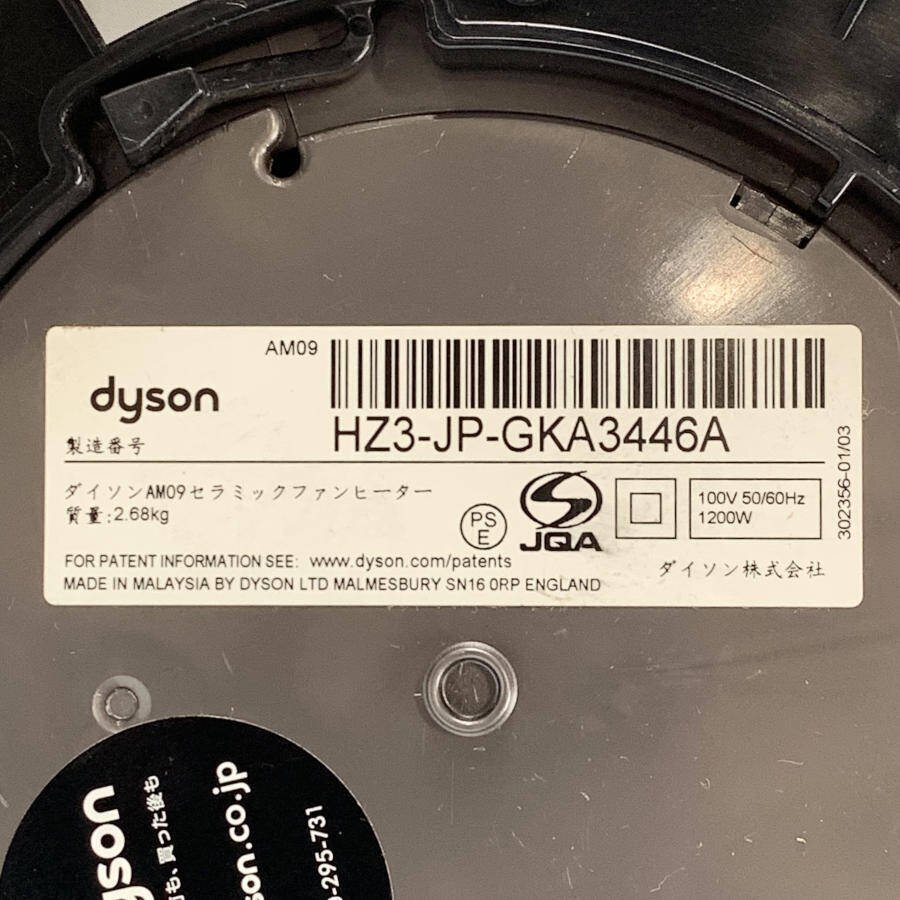 AM09
dyson
製造番号
HZ3-JP-GKA3446A
ダイソンAM09セラミックファンヒーター
質量:2.68kg
PS
E
JQA
100V 50/60Hz
1200W
302356-01/03
FOR PATENT INFORMATION SEE: www.dyson.com/patents
MADE IN MALAYSIA BY DYSON LTD MALMESBURY SN16 0RP ENGLAND
ダイソン株式会社
dyson
も、買った後も
son.co.jp
-295-731